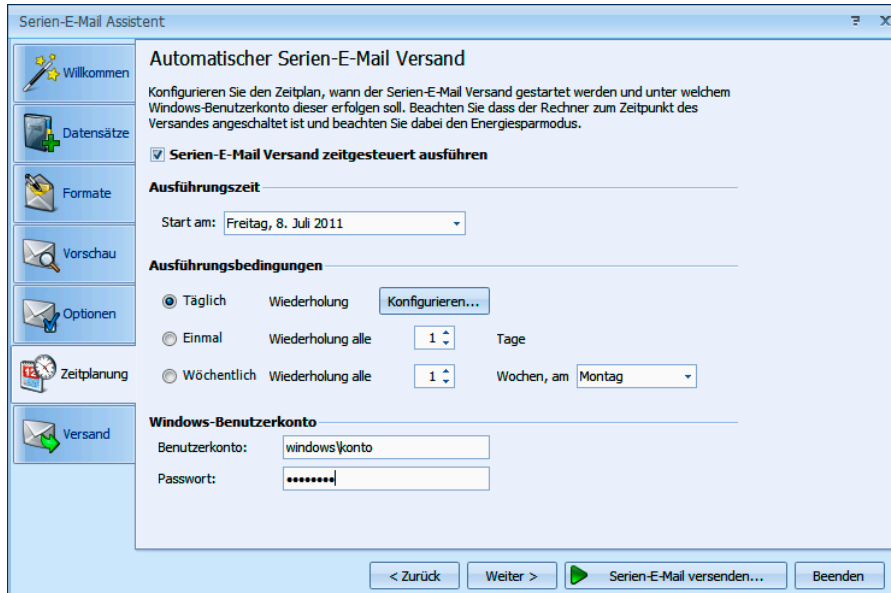 Serien-E-Mail Assistent
Willkommen
Datensätze
Formate
Vorschau
Optionen
Zeitplanung
Versand
Automatischer Serien-E-Mail Versand
Konfigurieren Sie den Zeitplan, wann der Serien-E-Mail Versand gestartet werden und unter welchem
Windows-Benutzerkonto dieser erfolgen soll. Beachten Sie dass der Rechner zum Zeitpunkt des
Versandes angeschaltet ist und beachten Sie dabei den Energiesparmodus.
Serien-E-Mail Versand zeitgesteuert ausführen
Ausführungszeit
Start am: Freitag, 8. Juli 2011
Ausführungsbedingungen
Täglich Wiederholung Konfigurieren...
Einmal Wiederholung alle 1 Tage
Wöchentlich Wiederholung alle 1 Wochen, am Montag
Windows-Benutzerkonto
Benutzerkonto: windows\konto
Passwort: ••••••••
< Zurück Weiter > Serien-E-Mail versenden... Beenden